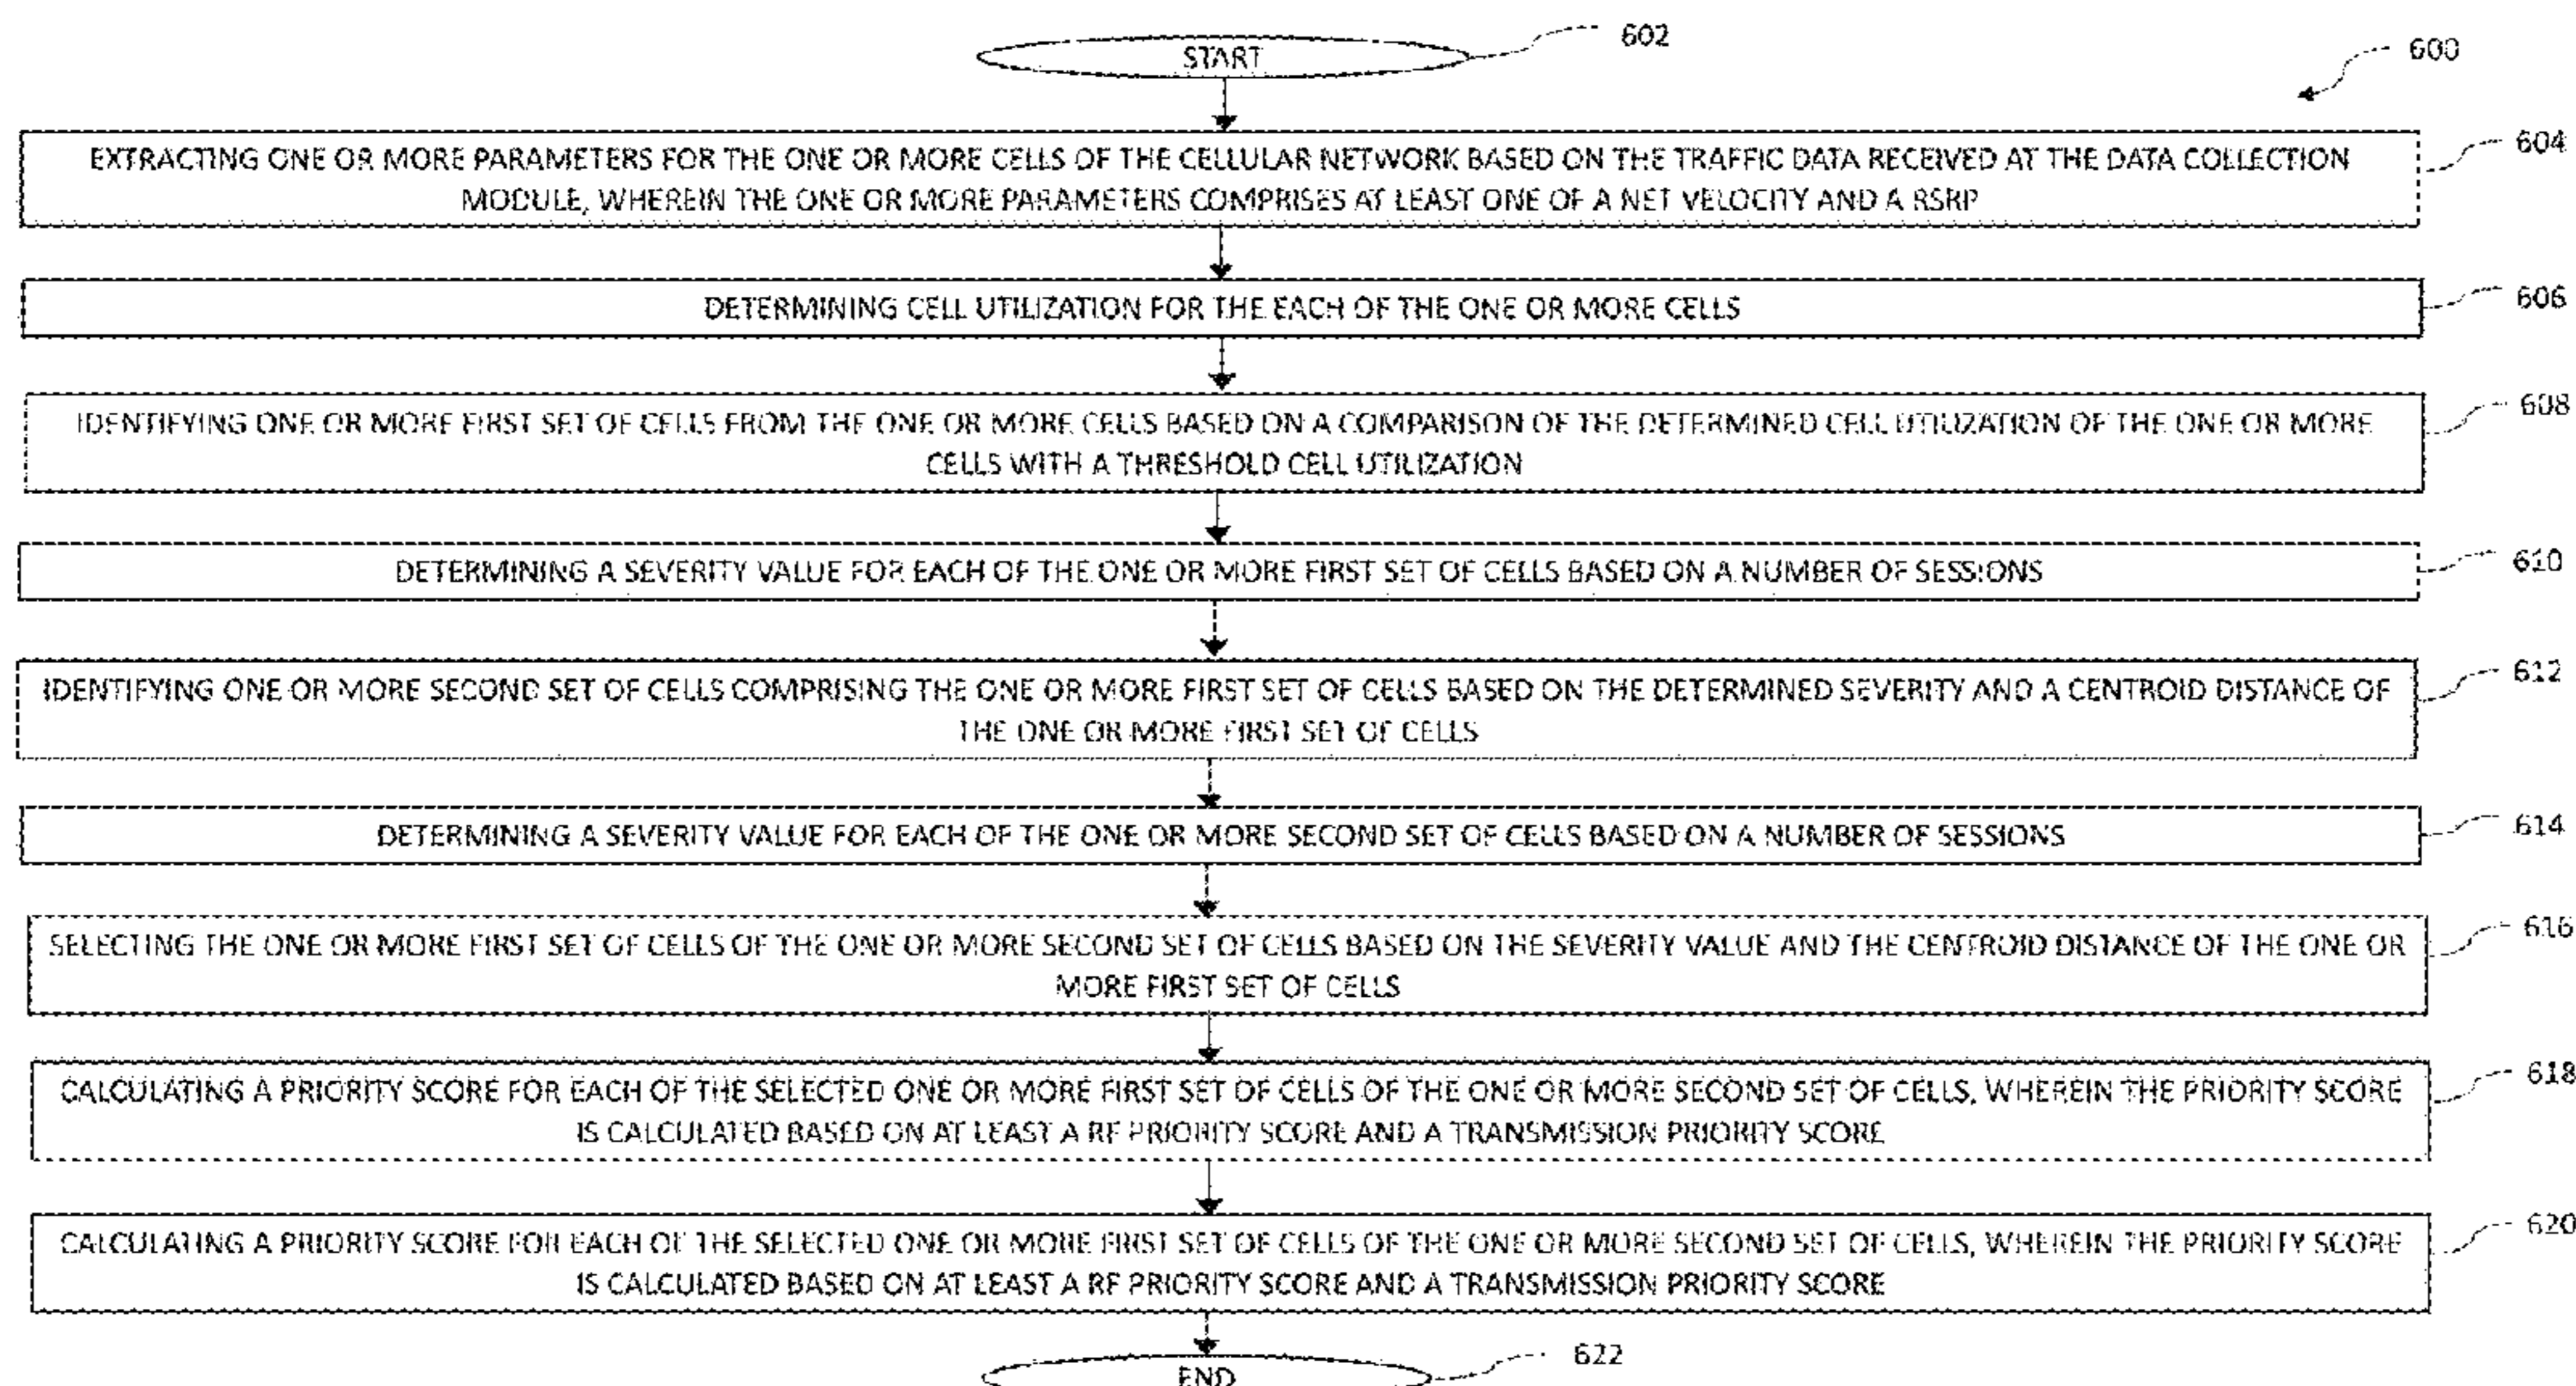 START
602
600
EXTRACTING ONE OR MORE PARAMETERS FOR THE ONE OR MORE CELLS OF THE CELLULAR NETWORK BASED ON THE TRAFFIC DATA RECEIVED AT THE DATA COLLECTION
MODULE, WHEREIN THE ONE OR MORE PARAMETERS COMPRISES AT LEAST ONE OF A NET VELOCITY AND A RSRP
604
DETERMINING CELL UTILIZATION FOR THE EACH OF THE ONE OR MORE CELLS
606
IDENTIFYING ONE OR MORE FIRST SET OF CELLS FROM THE ONE OR MORE CELLS BASED ON A COMPARISON OF THE DETERMINED CELL UTILIZATION OF THE ONE OR MORE
CELLS WITH A THRESHOLD CELL UTILIZATION
608
DETERMINING A SEVERITY VALUE FOR EACH OF THE ONE OR MORE FIRST SET OF CELLS BASED ON A NUMBER OF SESSIONS
610
IDENTIFYING ONE OR MORE SECOND SET OF CELLS COMPRISING THE ONE OR MORE FIRST SET OF CELLS BASED ON THE DETERMINED SEVERITY AND A CENTROID DISTANCE OF
THE ONE OR MORE FIRST SET OF CELLS
612
DETERMINING A SEVERITY VALUE FOR EACH OF THE ONE OR MORE SECOND SET OF CELLS BASED ON A NUMBER OF SESSIONS
614
SELECTING THE ONE OR MORE FIRST SET OF CELLS OF THE ONE OR MORE SECOND SET OF CELLS BASED ON THE SEVERITY VALUE AND THE CENTROID DISTANCE OF THE ONE OR
MORE FIRST SET OF CELLS
616
CALCULATING A PRIORITY SCORE FOR EACH OF THE SELECTED ONE OR MORE FIRST SET OF CELLS OF THE ONE OR MORE SECOND SET OF CELLS, WHEREIN THE PRIORITY SCORE
IS CALCULATED BASED ON AT LEAST A RF PRIORITY SCORE AND A TRANSMISSION PRIORITY SCORE
618
CALCULATING A PRIORITY SCORE FOR EACH OF THE SELECTED ONE OR MORE FIRST SET OF CELLS OF THE ONE OR MORE SECOND SET OF CELLS, WHEREIN THE PRIORITY SCORE
IS CALCULATED BASED ON AT LEAST A RF PRIORITY SCORE AND A TRANSMISSION PRIORITY SCORE
620
END
622